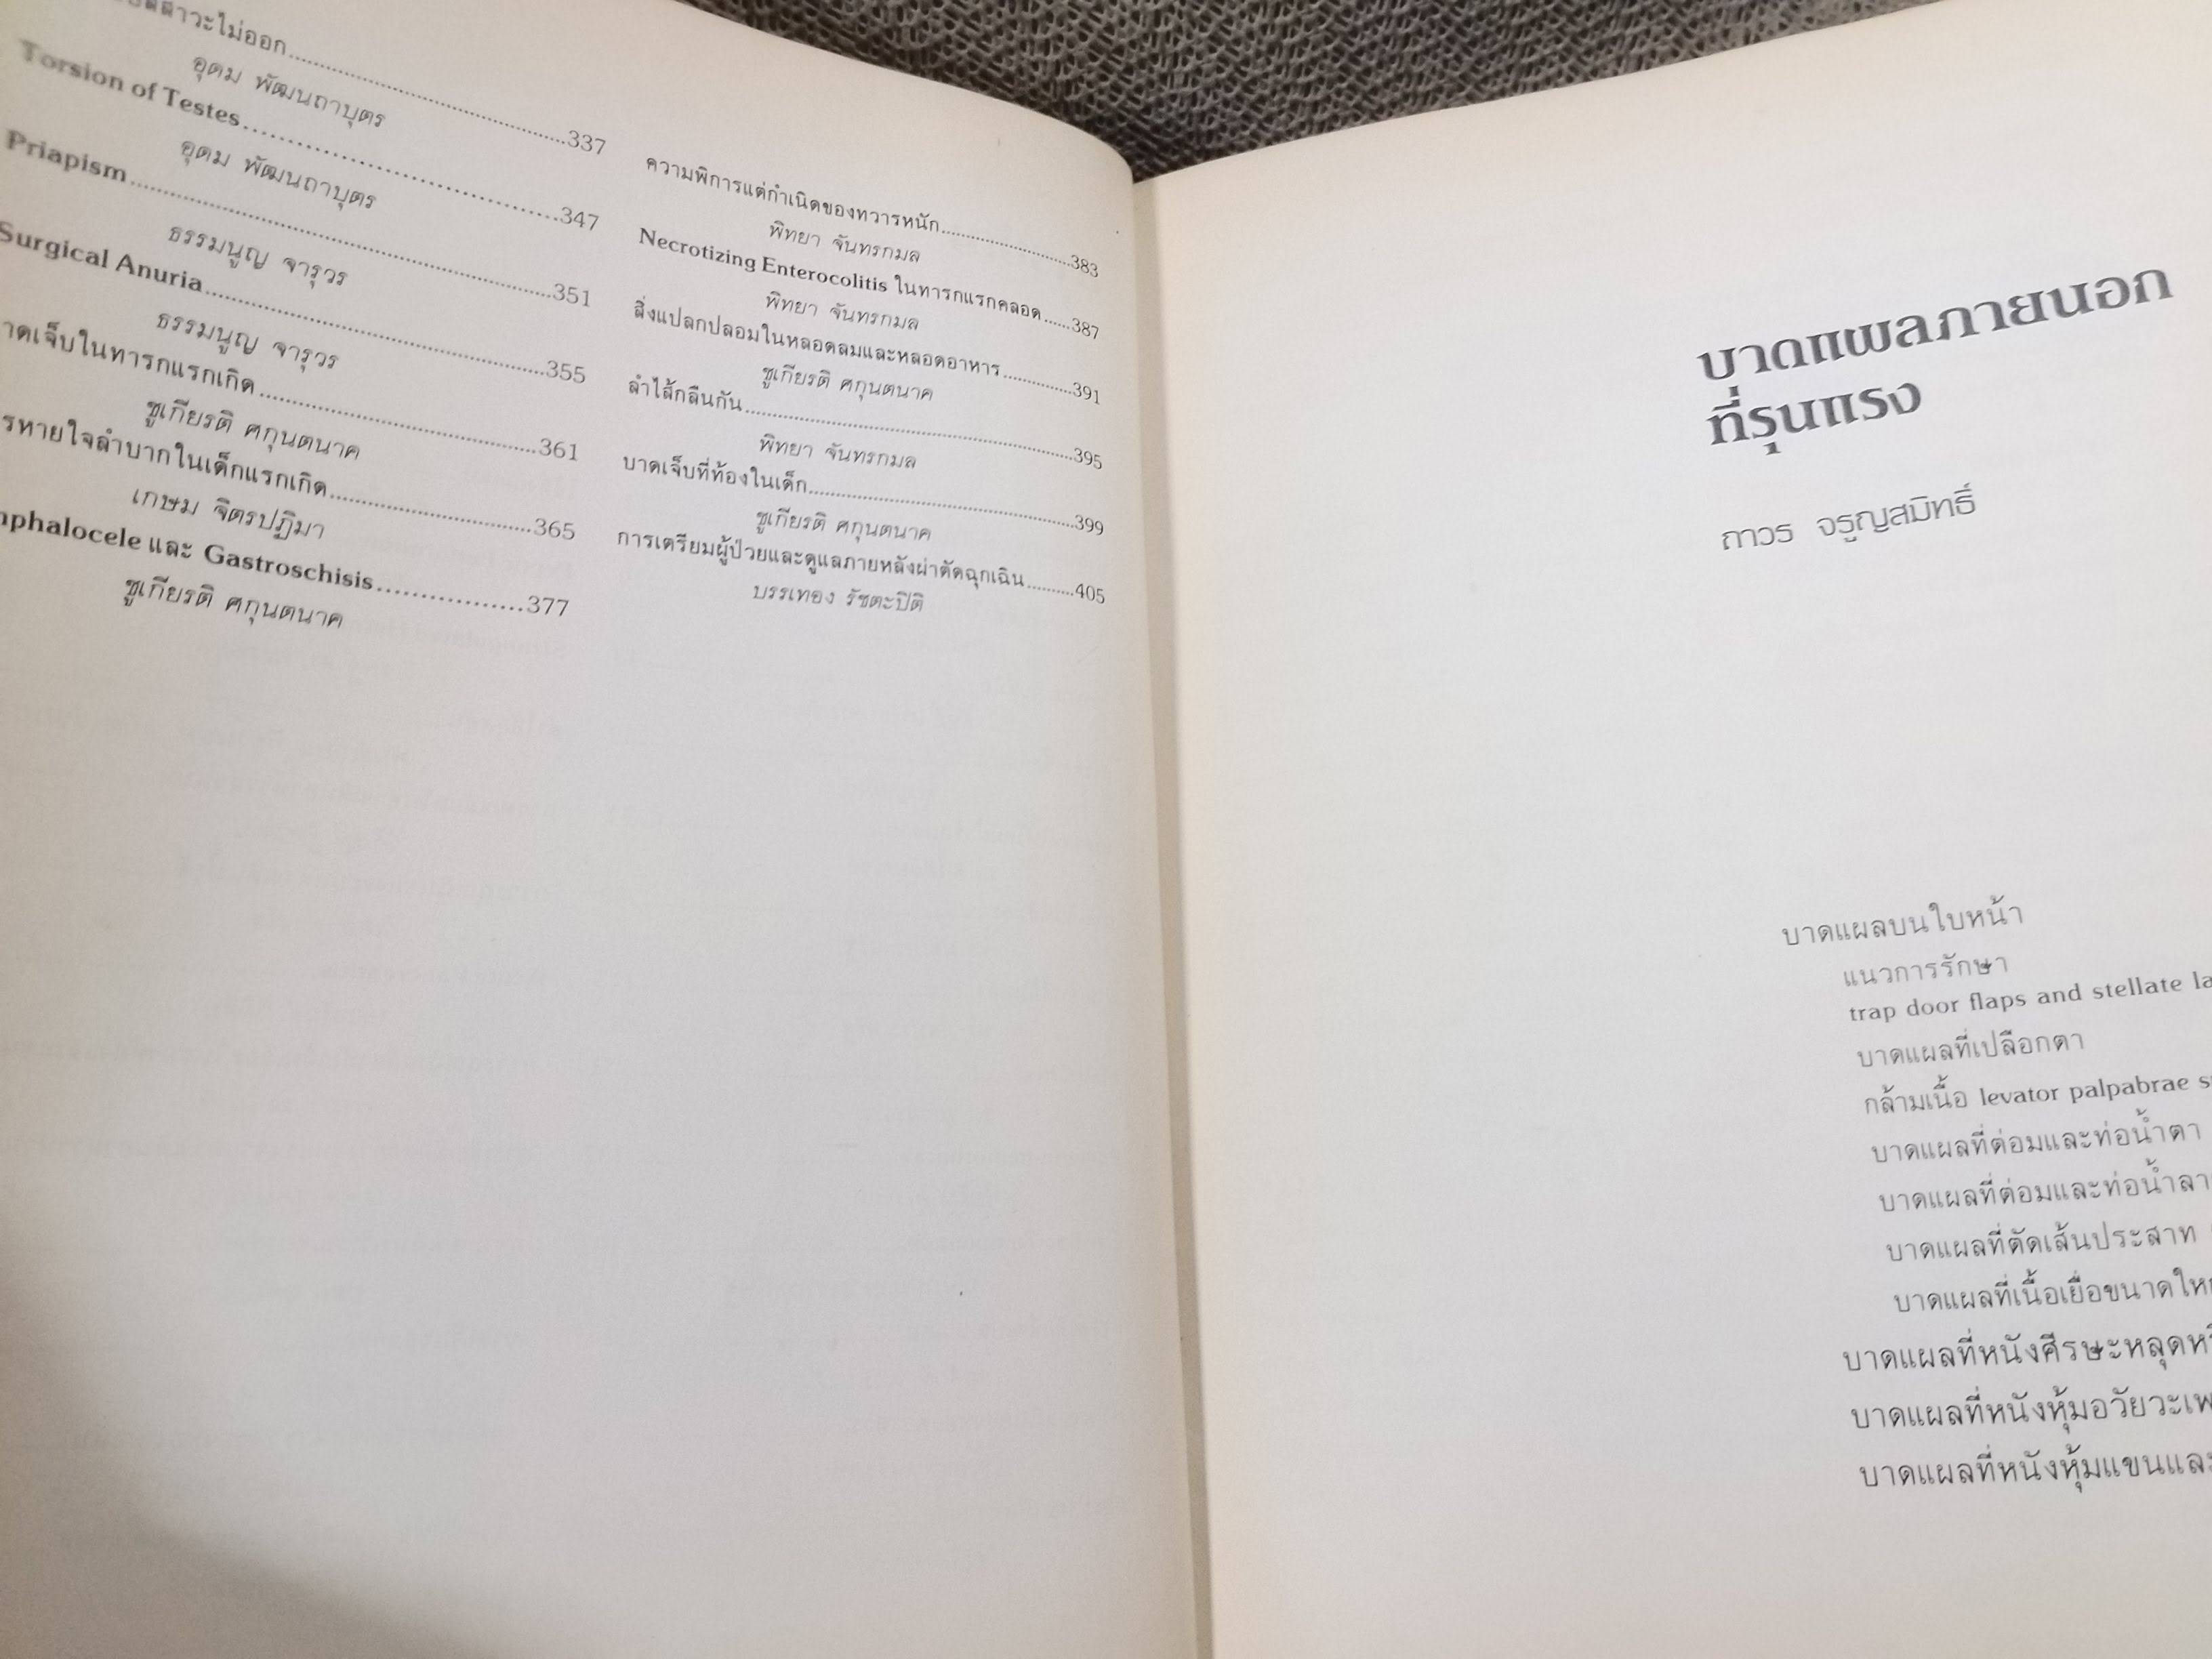 สาวะไม่ออก...............................337
อุดม พัฒนถาบุตร
Torsion of Testes...............................347
อุดม พัฒนถาบุตร
Priapism...............................351
ธรรมนูญ จารุวร
Surgical Anuria...............................355
ธรรมนูญ จารุวร
าดเจ็บในทารกแรกเกิด...............................361
ชูเกียรติ ศกุนตนาค
รหายใจลำบากในเด็กแรกเกิด...............................365
เกษม จิตรปฏิมา
phalocele และ Gastroschisis..................377
ชูเกียรติ ศกุนตนาค
ความพิการแต่กำเนิดของทวารหนัก......................383
พิทยา จันทรกมล
Necrotizing Enterocolitis ในทารกแรกคลอด......387
พิทยา จันทรกมล
สิ่งแปลกปลอมในหลอดลมและหลอดอาหาร............391
ชูเกียรติ ศกุนตนาค
ลำไส้กลืนกัน...............................395
พิทยา จันทรกมล
บาดเจ็บที่ท้องในเด็ก...............................399
ชูเกียรติ ศกุนตนาค
การเตรียมผู้ป่วยและดูแลภายหลังผ่าตัดฉุกเฉิน.........405
บรรเทอง รัชตะปิติ
บาดแผลภายนอก
ที่รุนแรง
ถาวร จรูญสมิทธิ์
บาดแผลบนใบหน้า
แนวการรักษา
trap door flaps and stellate la
บาดแผลที่เปลือกตา
กล้ามเนื้อ levator palpabrae s
บาดแผลที่ต่อมและท่อน้ำตา
บาดแผลที่ต่อมและท่อน้ำลา
บาดแผลที่ตัดเส้นประสาท
บาดแผลที่เนื้อเยื่อขนาดให
บาดแผลที่หนังศีรษะหลุดห
บาดแผลที่หนังหุ้มอวัยวะเพ
บาดแผลที่หนังหุ้มแขนและ